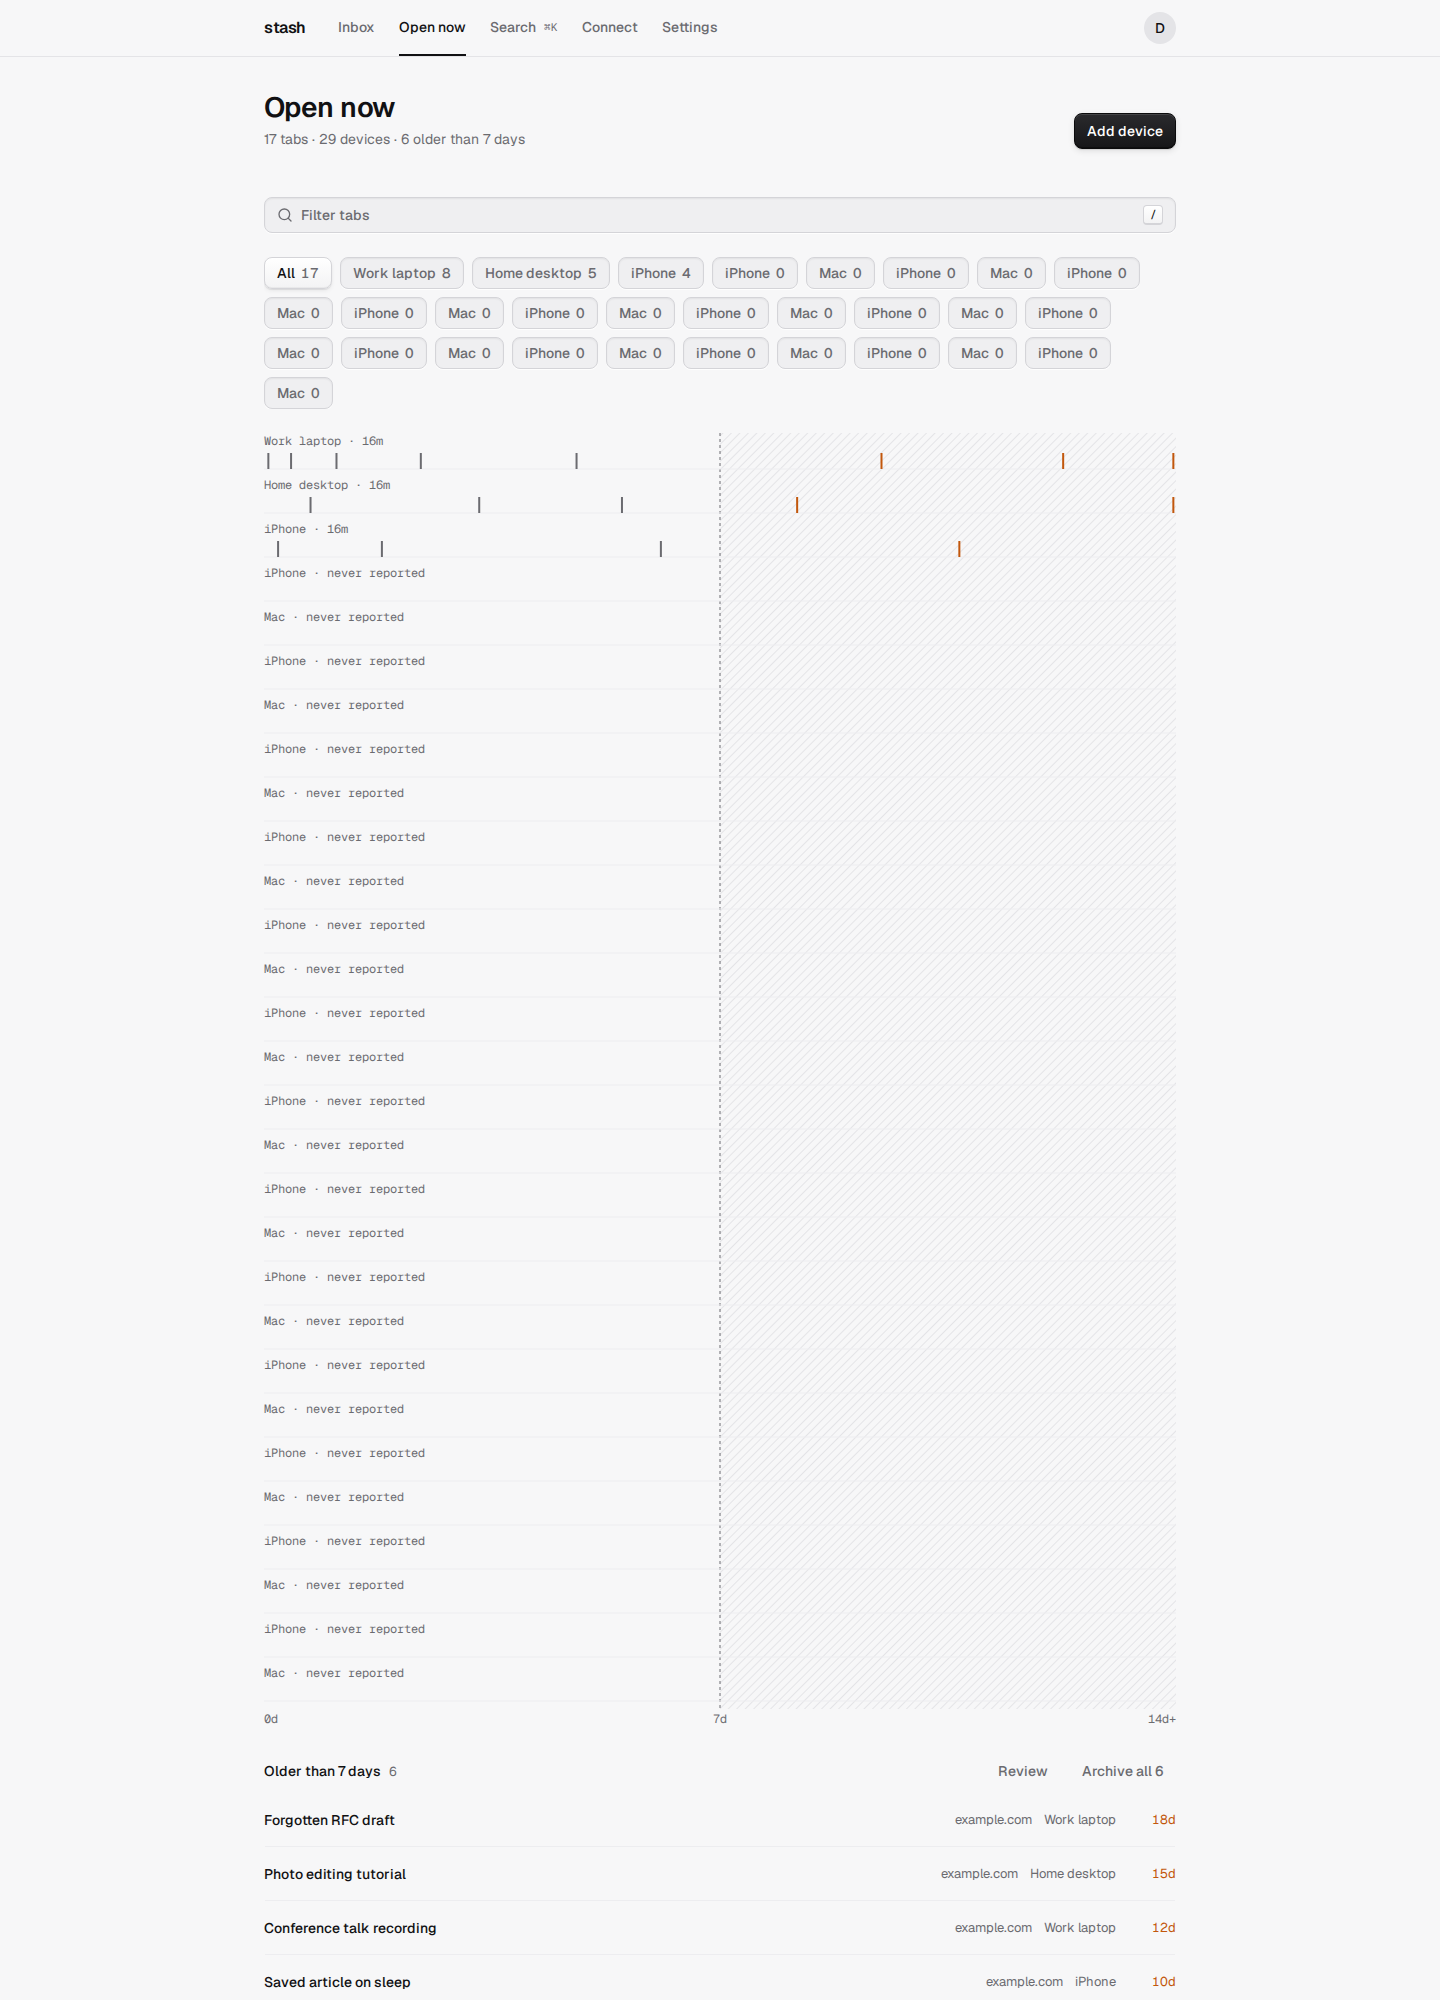 stash Inbox Open now Search ⌘K Connect Settings D
Open now
17 tabs · 29 devices · 6 older than 7 days
Add device
Filter tabs /
All 17 Work laptop 8 Home desktop 5 iPhone 4 iPhone 0 Mac 0 iPhone 0 Mac 0 iPhone 0
Mac 0 iPhone 0 Mac 0 iPhone 0 Mac 0 iPhone 0 Mac 0 iPhone 0 Mac 0 iPhone 0
Mac 0 iPhone 0 Mac 0 iPhone 0 Mac 0 iPhone 0 Mac 0 iPhone 0 Mac 0 iPhone 0
Mac 0
Work laptop · 16m
Home desktop · 16m
iPhone · 16m
iPhone · never reported
Mac · never reported
iPhone · never reported
Mac · never reported
iPhone · never reported
Mac · never reported
iPhone · never reported
Mac · never reported
iPhone · never reported
Mac · never reported
iPhone · never reported
Mac · never reported
iPhone · never reported
Mac · never reported
iPhone · never reported
Mac · never reported
iPhone · never reported
Mac · never reported
iPhone · never reported
Mac · never reported
iPhone · never reported
Mac · never reported
iPhone · never reported
Mac · never reported
iPhone · never reported
Mac · never reported
0d 7d 14d+
Older than 7 days 6 Review Archive all 6
Forgotten RFC draft example.com Work laptop 18d
Photo editing tutorial example.com Home desktop 15d
Conference talk recording example.com Work laptop 12d
Saved article on sleep example.com iPhone 10d